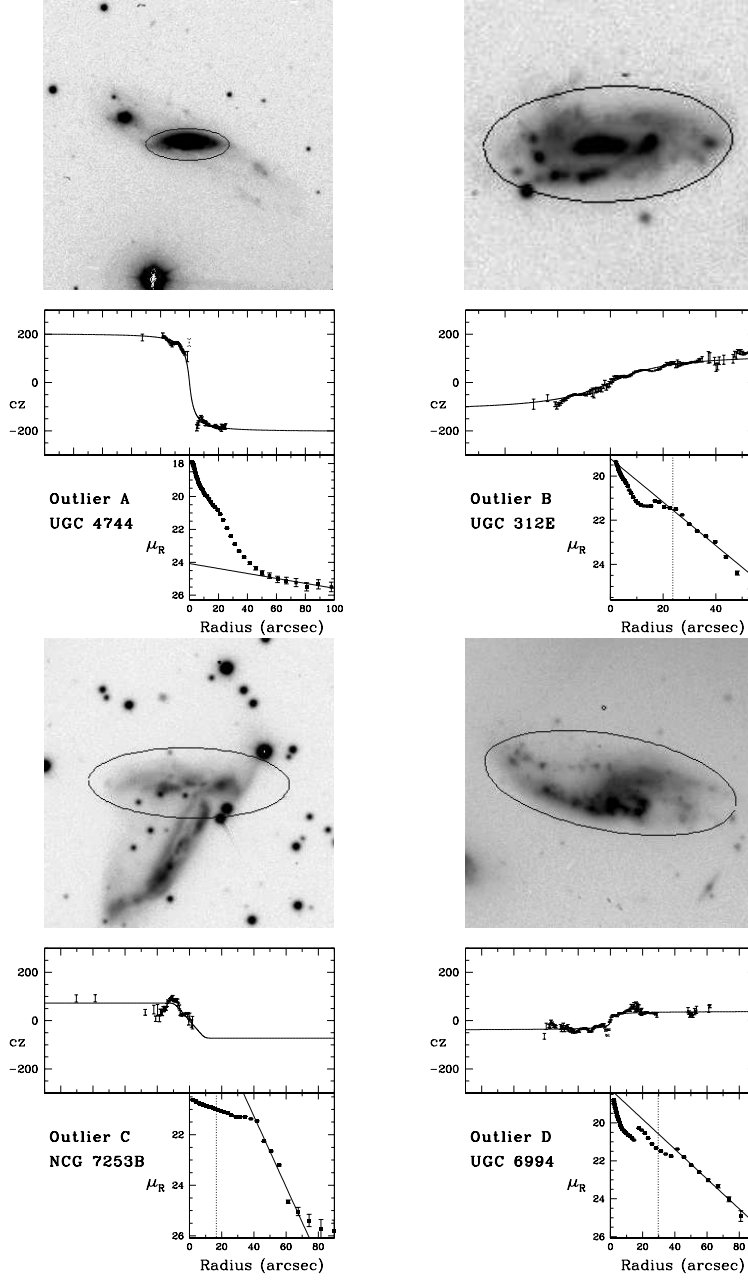 200
0
cz
−200
200
0
cz
−200
Outlier A
UGC 4744
μR
18
20
22
24
26
0 20 40 60 80 100
Radius (arcsec)
Outlier B
UGC 312E
μR
20
22
24
0 20 40
Radius (arcsec)
200
0
cz
−200
200
0
cz
−200
Outlier C
NCG 7253B
μR
22
24
26
0 20 40 60 80
Radius (arcsec)
Outlier D
UGC 6994
μR
20
22
24
26
0 20 40 60 80
Radius (arcsec)